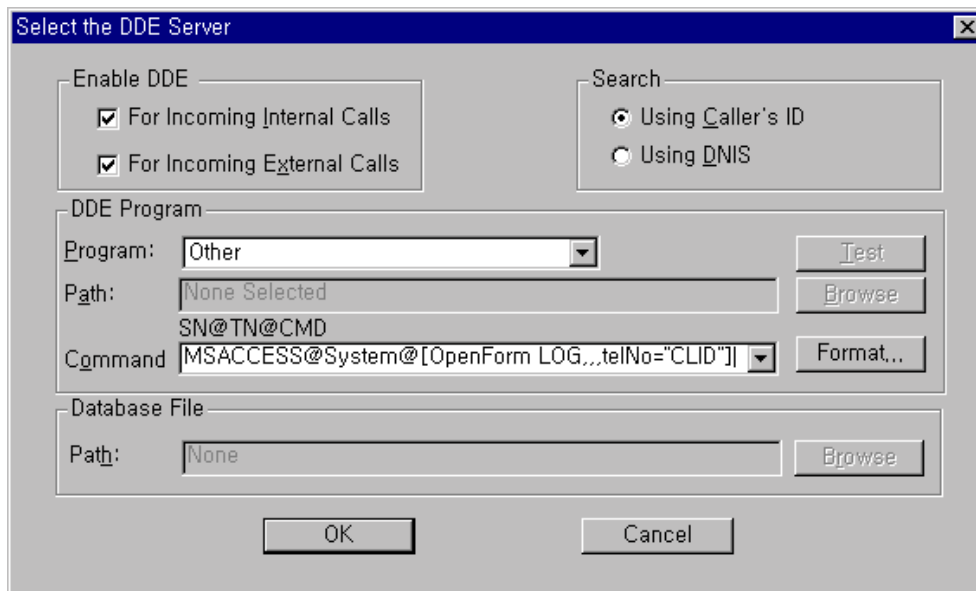 Select the DDE Server
Enable DDE
For Incoming Internal Calls
For Incoming External Calls
Search
Using Caller's ID
Using DNIS
DDE Program
Program:
Other
Test
Path:
None Selected
Browse
SN@TN@CMD
Command
MSACCESS@System@[OpenForm LOG,,,telNo="CLID"]
Format...
Database File
Path:
None
Browse
OK
Cancel